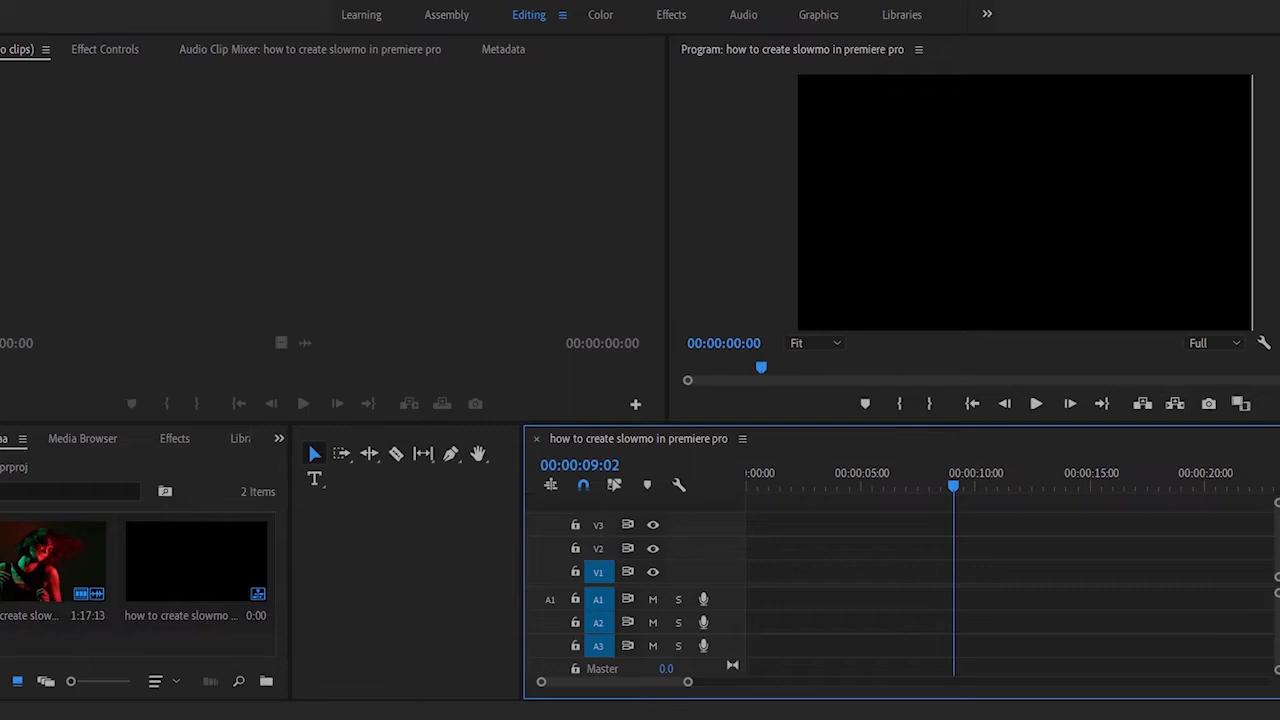 Learning Assembly Editing Color Effects Audio Graphics Libraries
o clips) Effect Controls Audio Clip Mixer: how to create slowmo in premiere pro Metadata
Program: how to create slowmo in premiere pro
00:00 00:00:00:00
00:00:00:00 Fit Full
aa Media Browser Effects Libr
prproj
2 Items
create slow... 1:17:13 how to create slowmo ... 0:00
T
how to create slowmo in premiere pro
00:00:09:02
:00:00 00:00:05:00 00:00:10:00 00:00:15:00 00:00:20:00
V3
V2
V1
A1 A1 M S
A2 M S
A3 M S
Master 0.0